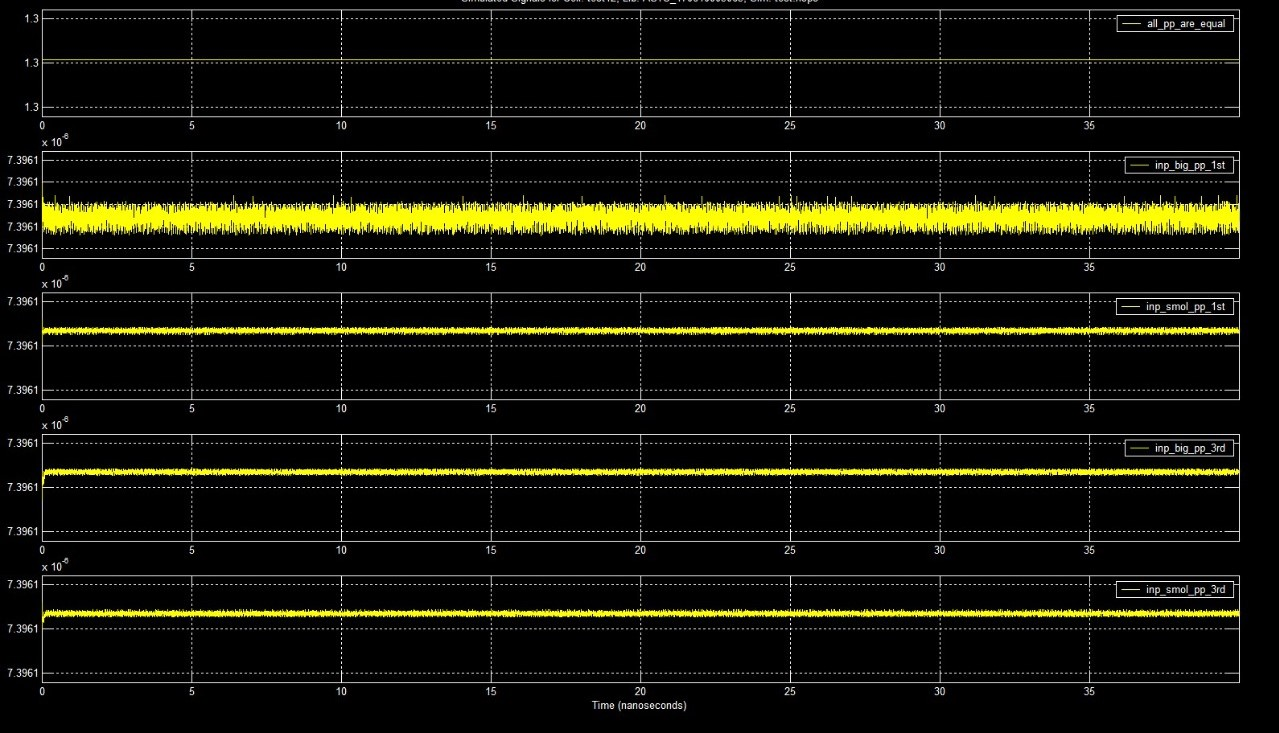 1.3
all_pp_are_equal
1.3
1.3
0 5 10 15 20 25 30 35
x 10-6
7.3961
inp_big_pp_1st
7.3961
7.3961
7.3961
7.3961
0 5 10 15 20 25 30 35
x 10-6
7.3961
inp_smol_pp_1st
7.3961
7.3961
0 5 10 15 20 25 30 35
x 10-6
7.3961
inp_big_pp_3rd
7.3961
7.3961
0 5 10 15 20 25 30 35
x 10-6
7.3961
inp_smol_pp_3rd
7.3961
7.3961
0 5 10 15 20 25 30 35
Time (nanoseconds)